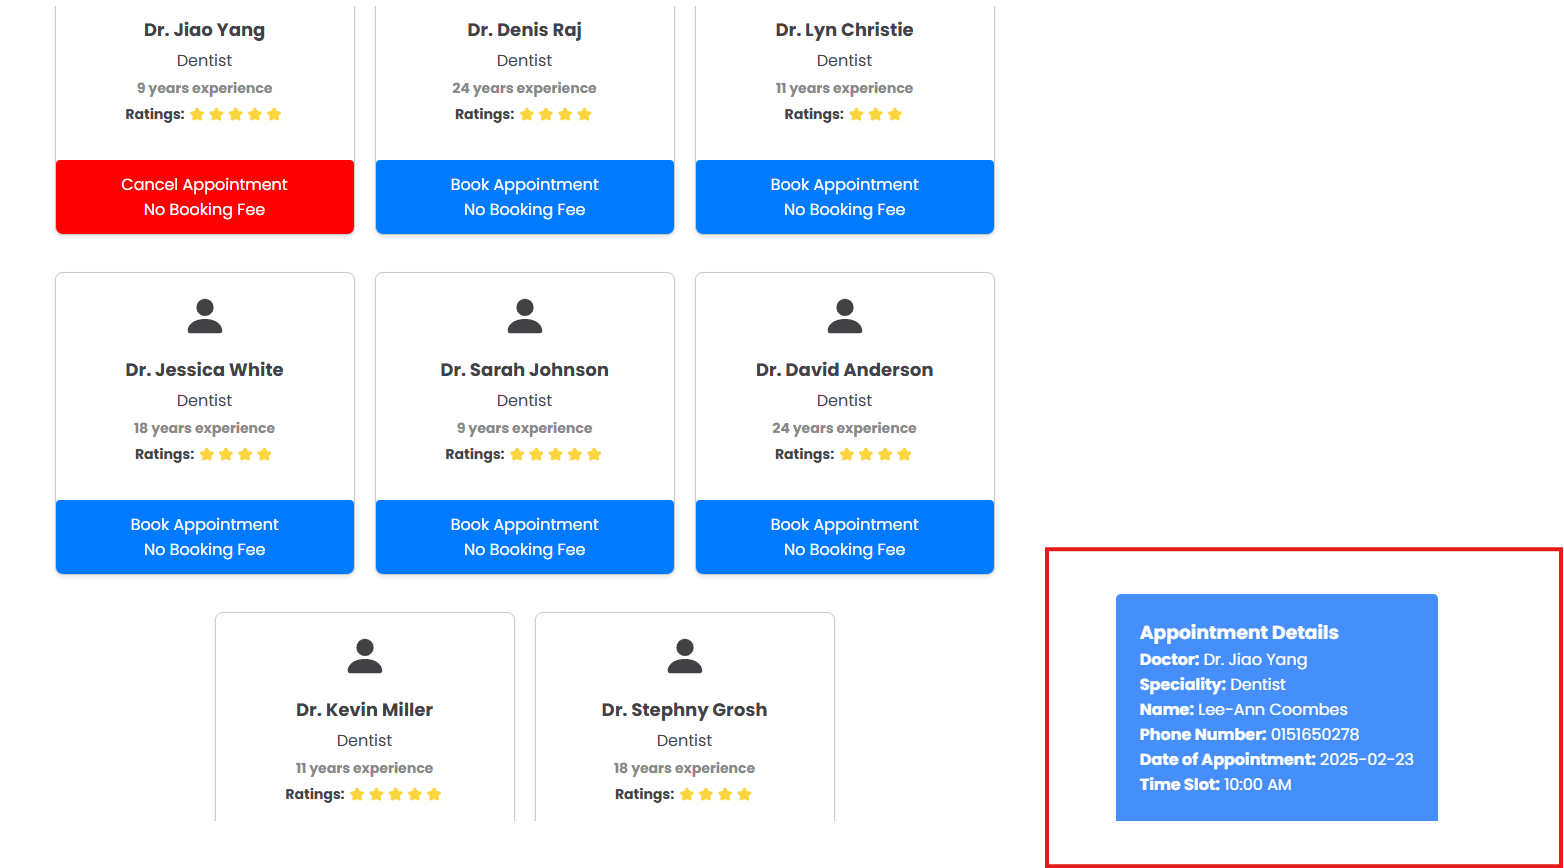 Dr. Jiao Yang
Dentist
9 years experience
Ratings:
Cancel Appointment
No Booking Fee
Dr. Denis Raj
Dentist
24 years experience
Ratings:
Book Appointment
No Booking Fee
Dr. Lyn Christie
Dentist
11 years experience
Ratings:
Book Appointment
No Booking Fee
Dr. Jessica White
Dentist
18 years experience
Ratings:
Book Appointment
No Booking Fee
Dr. Sarah Johnson
Dentist
9 years experience
Ratings:
Book Appointment
No Booking Fee
Dr. David Anderson
Dentist
24 years experience
Ratings:
Book Appointment
No Booking Fee
Dr. Kevin Miller
Dentist
11 years experience
Ratings:
Dr. Stephny Grosh
Dentist
18 years experience
Ratings:
Appointment Details
Doctor: Dr. Jiao Yang
Speciality: Dentist
Name: Lee-Ann Coombes
Phone Number: 0151650278
Date of Appointment: 2025-02-23
Time Slot: 10:00 AM